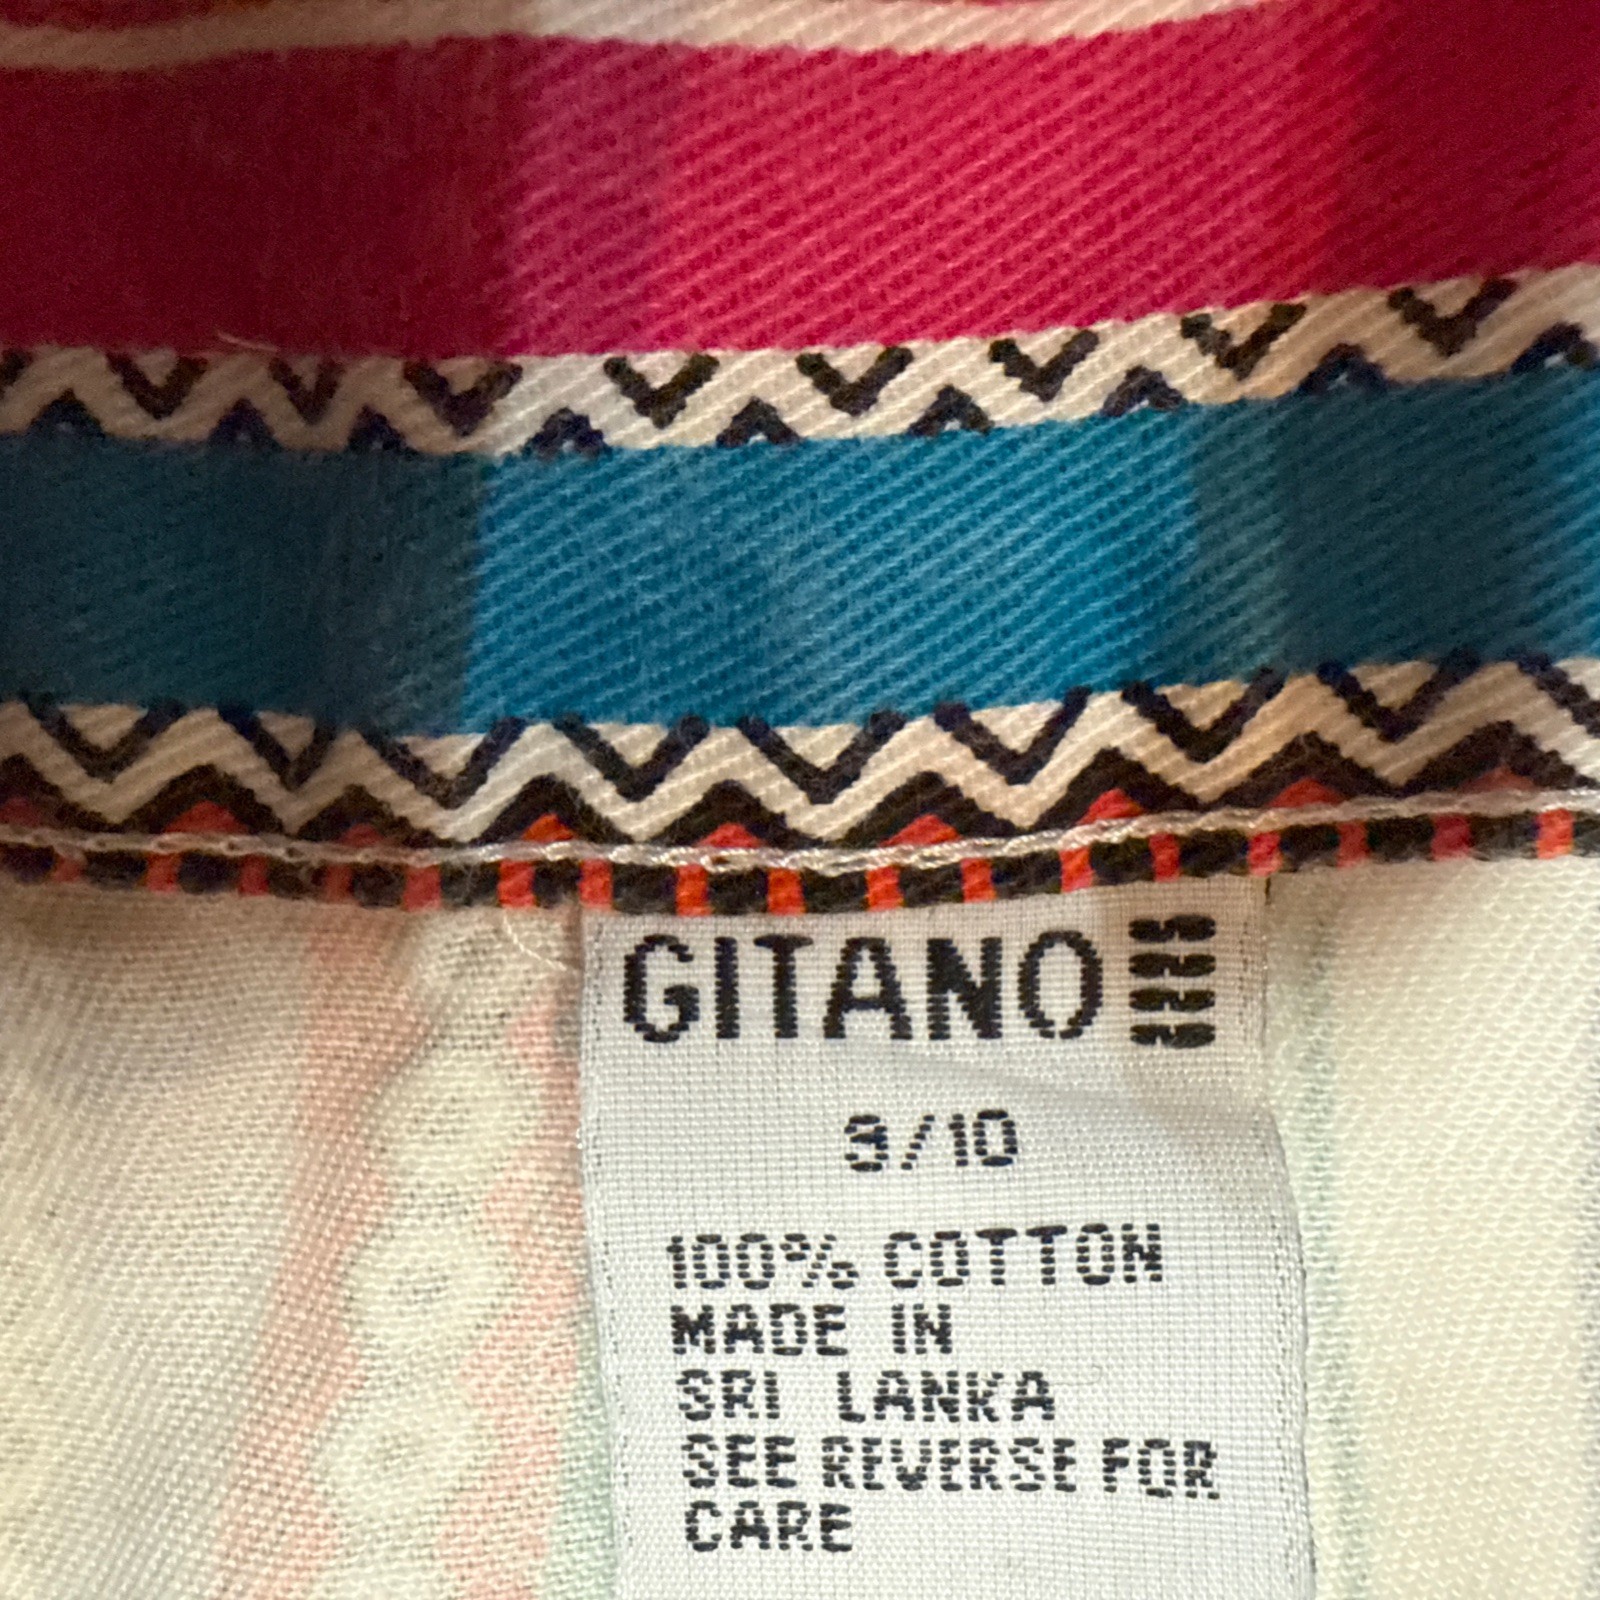 GITANO
9/10
100% COTTON
MADE IN
SRI LANKA
SEE REVERSE FOR
CARE